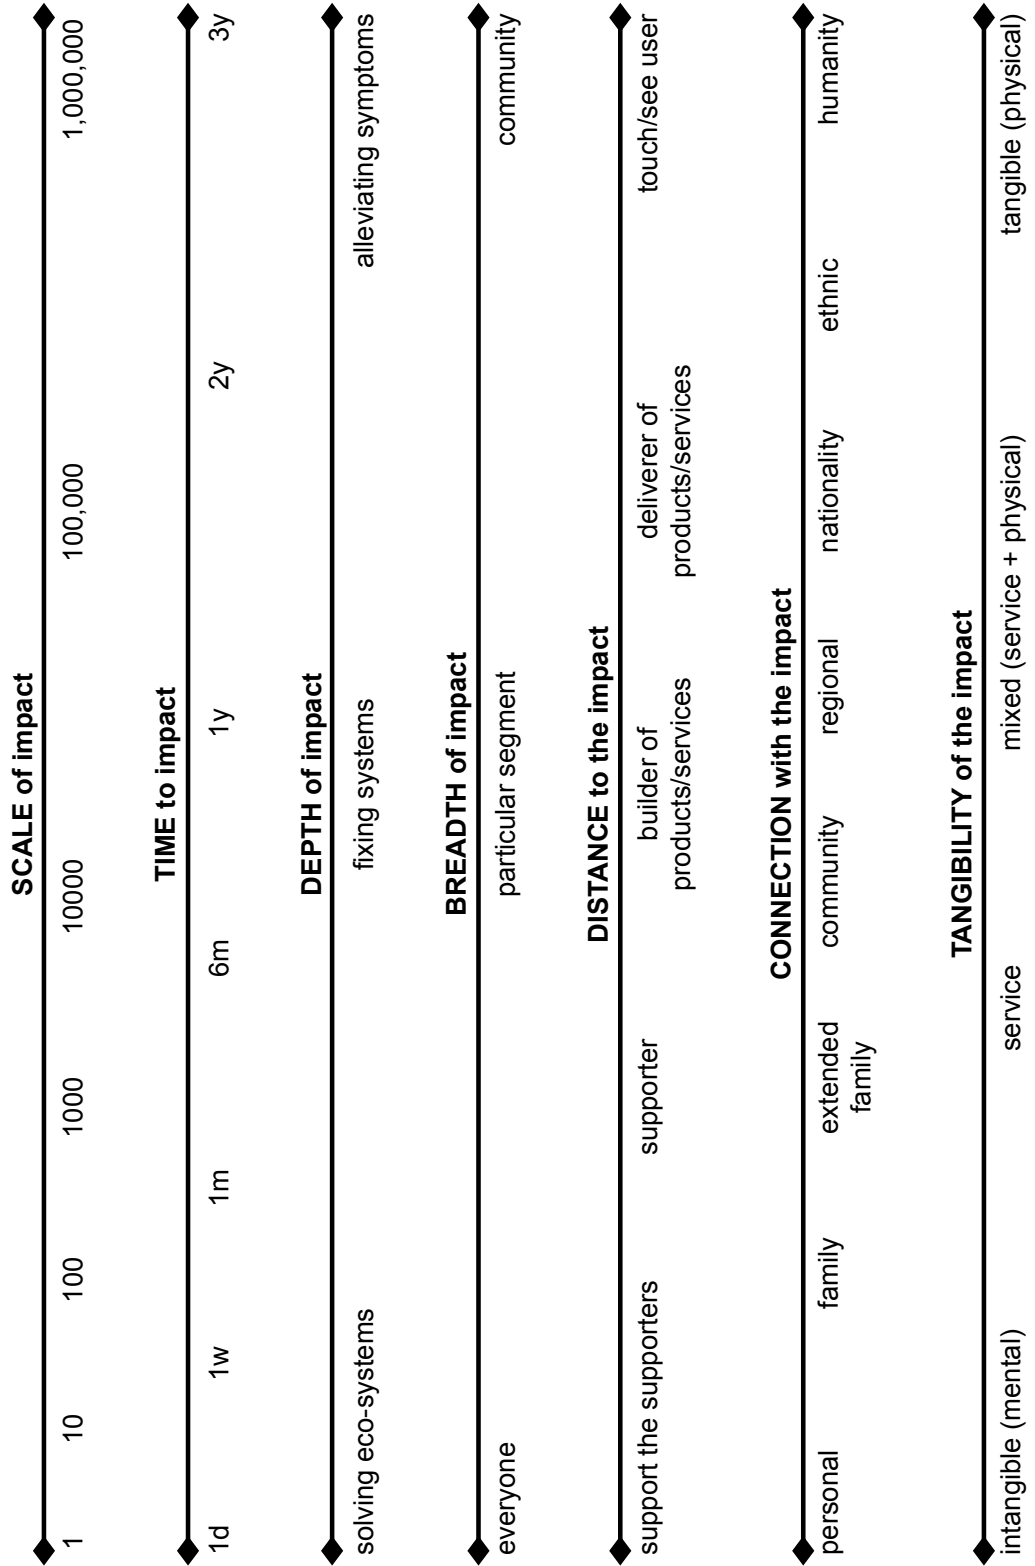 SCALE of impact
1 10 100 1000 10000 100,000 1,000,000
TIME to impact
1d 1w 1m 6m 1y 2y 3y
DEPTH of impact
solving eco-systems fixing systems alleviating symptoms
BREADTH of impact
everyone particular segment community
DISTANCE to the impact
support the supporters supporter builder of deliverer of touch/see user
products/services products/services
CONNECTION with the impact
personal family extended community regional nationality ethnic humanity
family
TANGIBILITY of the impact
intangible (mental) service mixed (service + physical) tangible (physical)